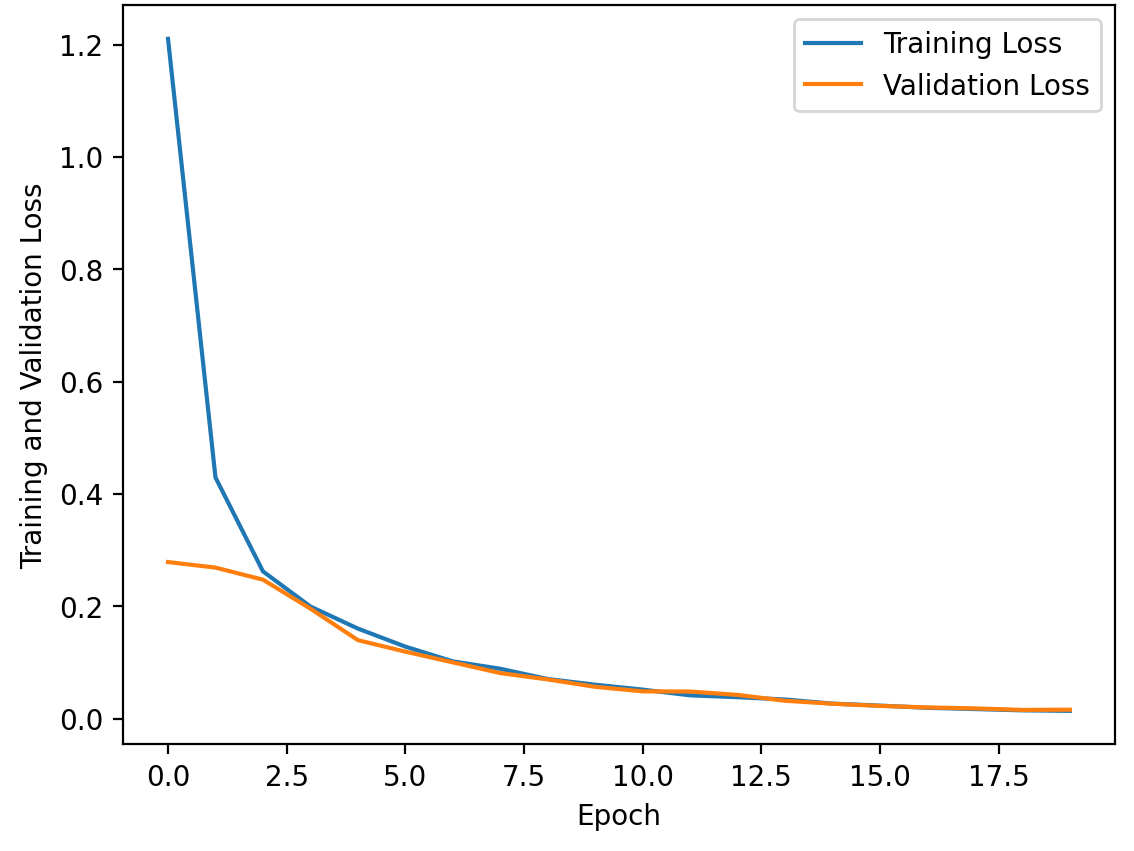 Training Loss
Validation Loss
1.2
1.0
0.8
0.6
0.4
0.2
0.0
Training and Validation Loss
0.0 2.5 5.0 7.5 10.0 12.5 15.0 17.5
Epoch